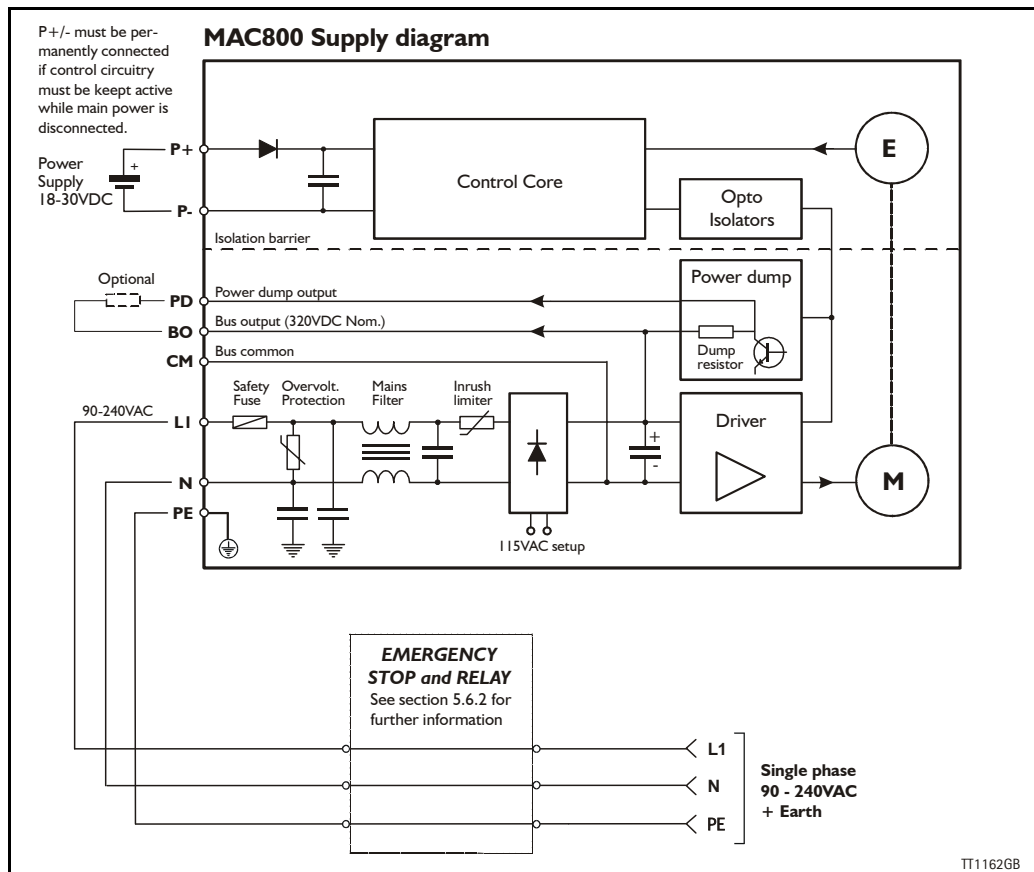 P+/- must be per-
manently connected
if control circuitry
must be keept active
while main power is
disconnected.
MAC800 Supply diagram
Power
Supply
18-30VDC
+
P+
P-
Control Core
E
Opto
Isolators
Isolation barrier
Optional
PD
Power dump output
BO
Bus output (320VDC Nom.)
CM
Bus common
Power dump
Dump
resistor
90-240VAC
L1
Safety
Fuse
Overvolt.
Protection
Mains
Filter
Inrush
limiter
+
-
Driver
N
M
PE
115VAC setup
EMERGENCY
STOP and RELAY
See section 5.6.2 for
further information
L1
N
PE
Single phase
90 - 240VAC
+ Earth
TT1162GB